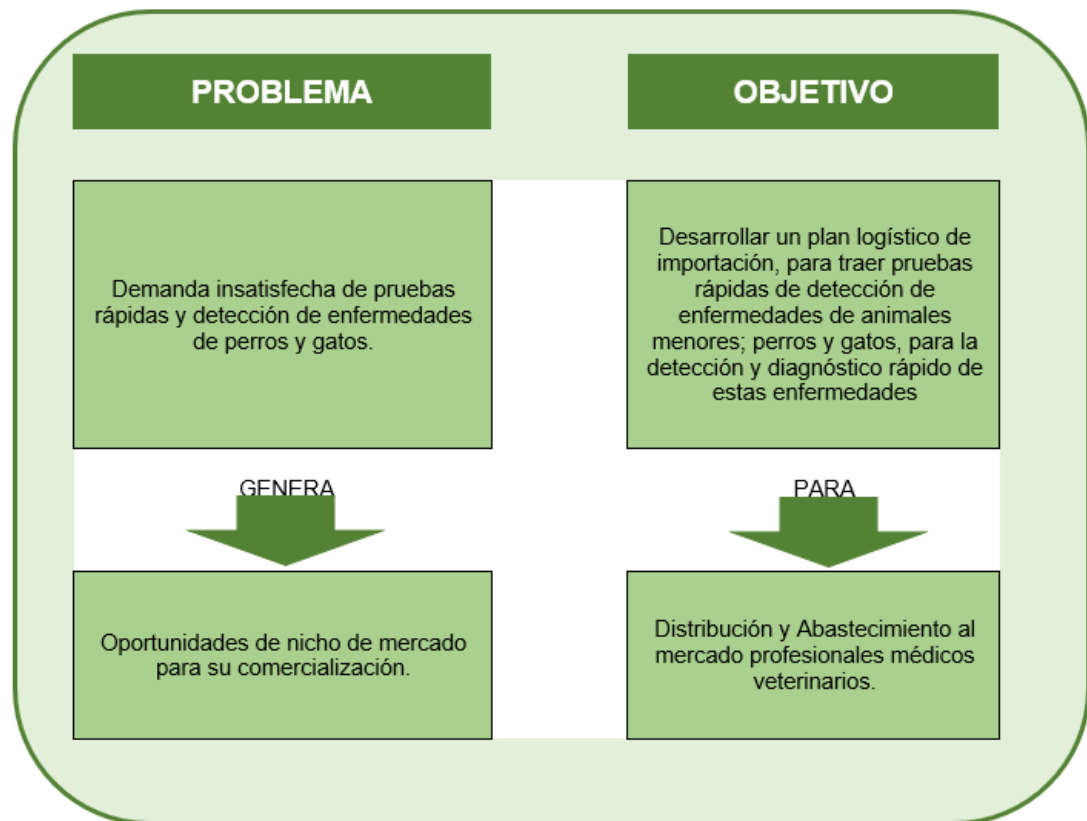 PROBLEMA
OBJETIVO
Demanda insatisfecha de pruebas
rápidas y detección de enfermedades
de perros y gatos.
Desarrollar un plan logístico de
importación, para traer pruebas
rápidas de detección de
enfermedades de animales
menores; perros y gatos, para la
detección y diagnóstico rápido de
estas enfermedades
GENERA
PARA
Oportunidades de nicho de mercado
para su comercialización.
Distribución y Abastecimiento al
mercado profesionales médicos
veterinarios.